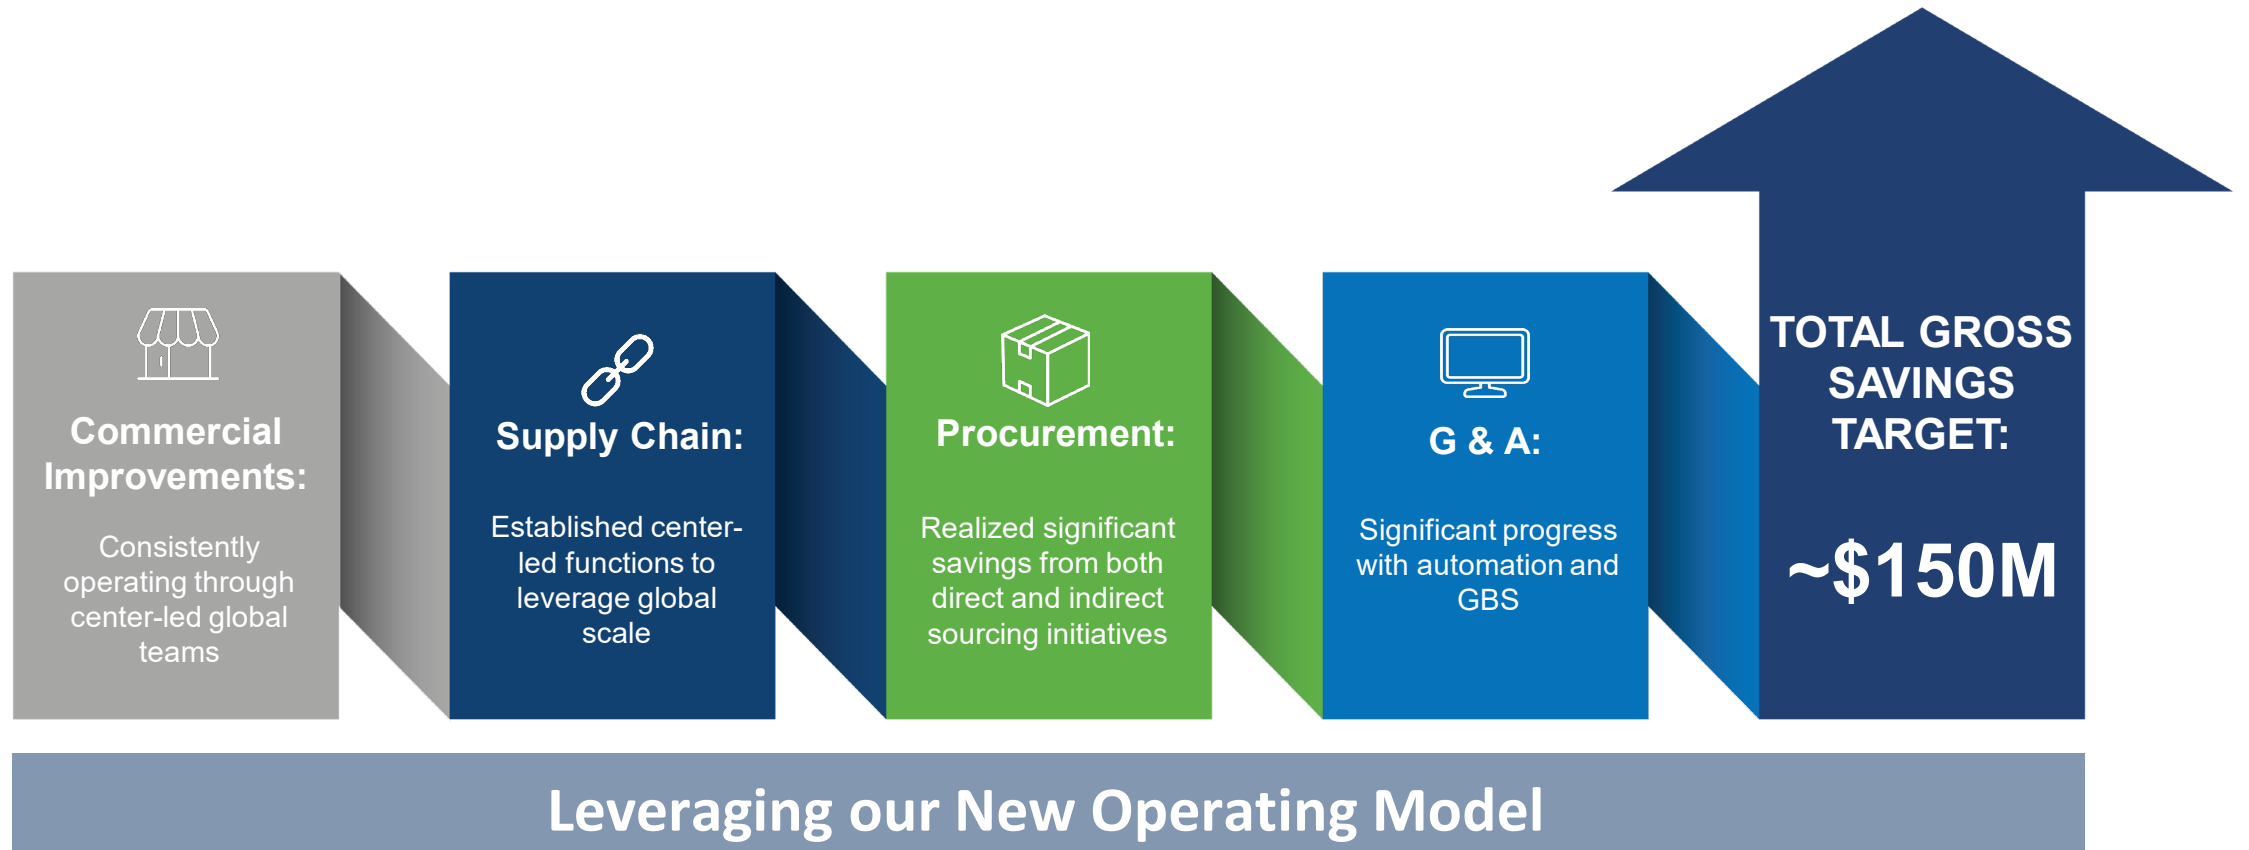 Commercial
Improvements:
Consistently
operating through
center-led global
teams
Supply Chain:
Established center-
led functions to
leverage global
scale
Procurement:
Realized significant
savings from both
direct and indirect
sourcing initiatives
G & A:
Significant progress
with automation and
GBS
TOTAL GROSS
SAVINGS
TARGET:
~$150M
Leveraging our New Operating Model